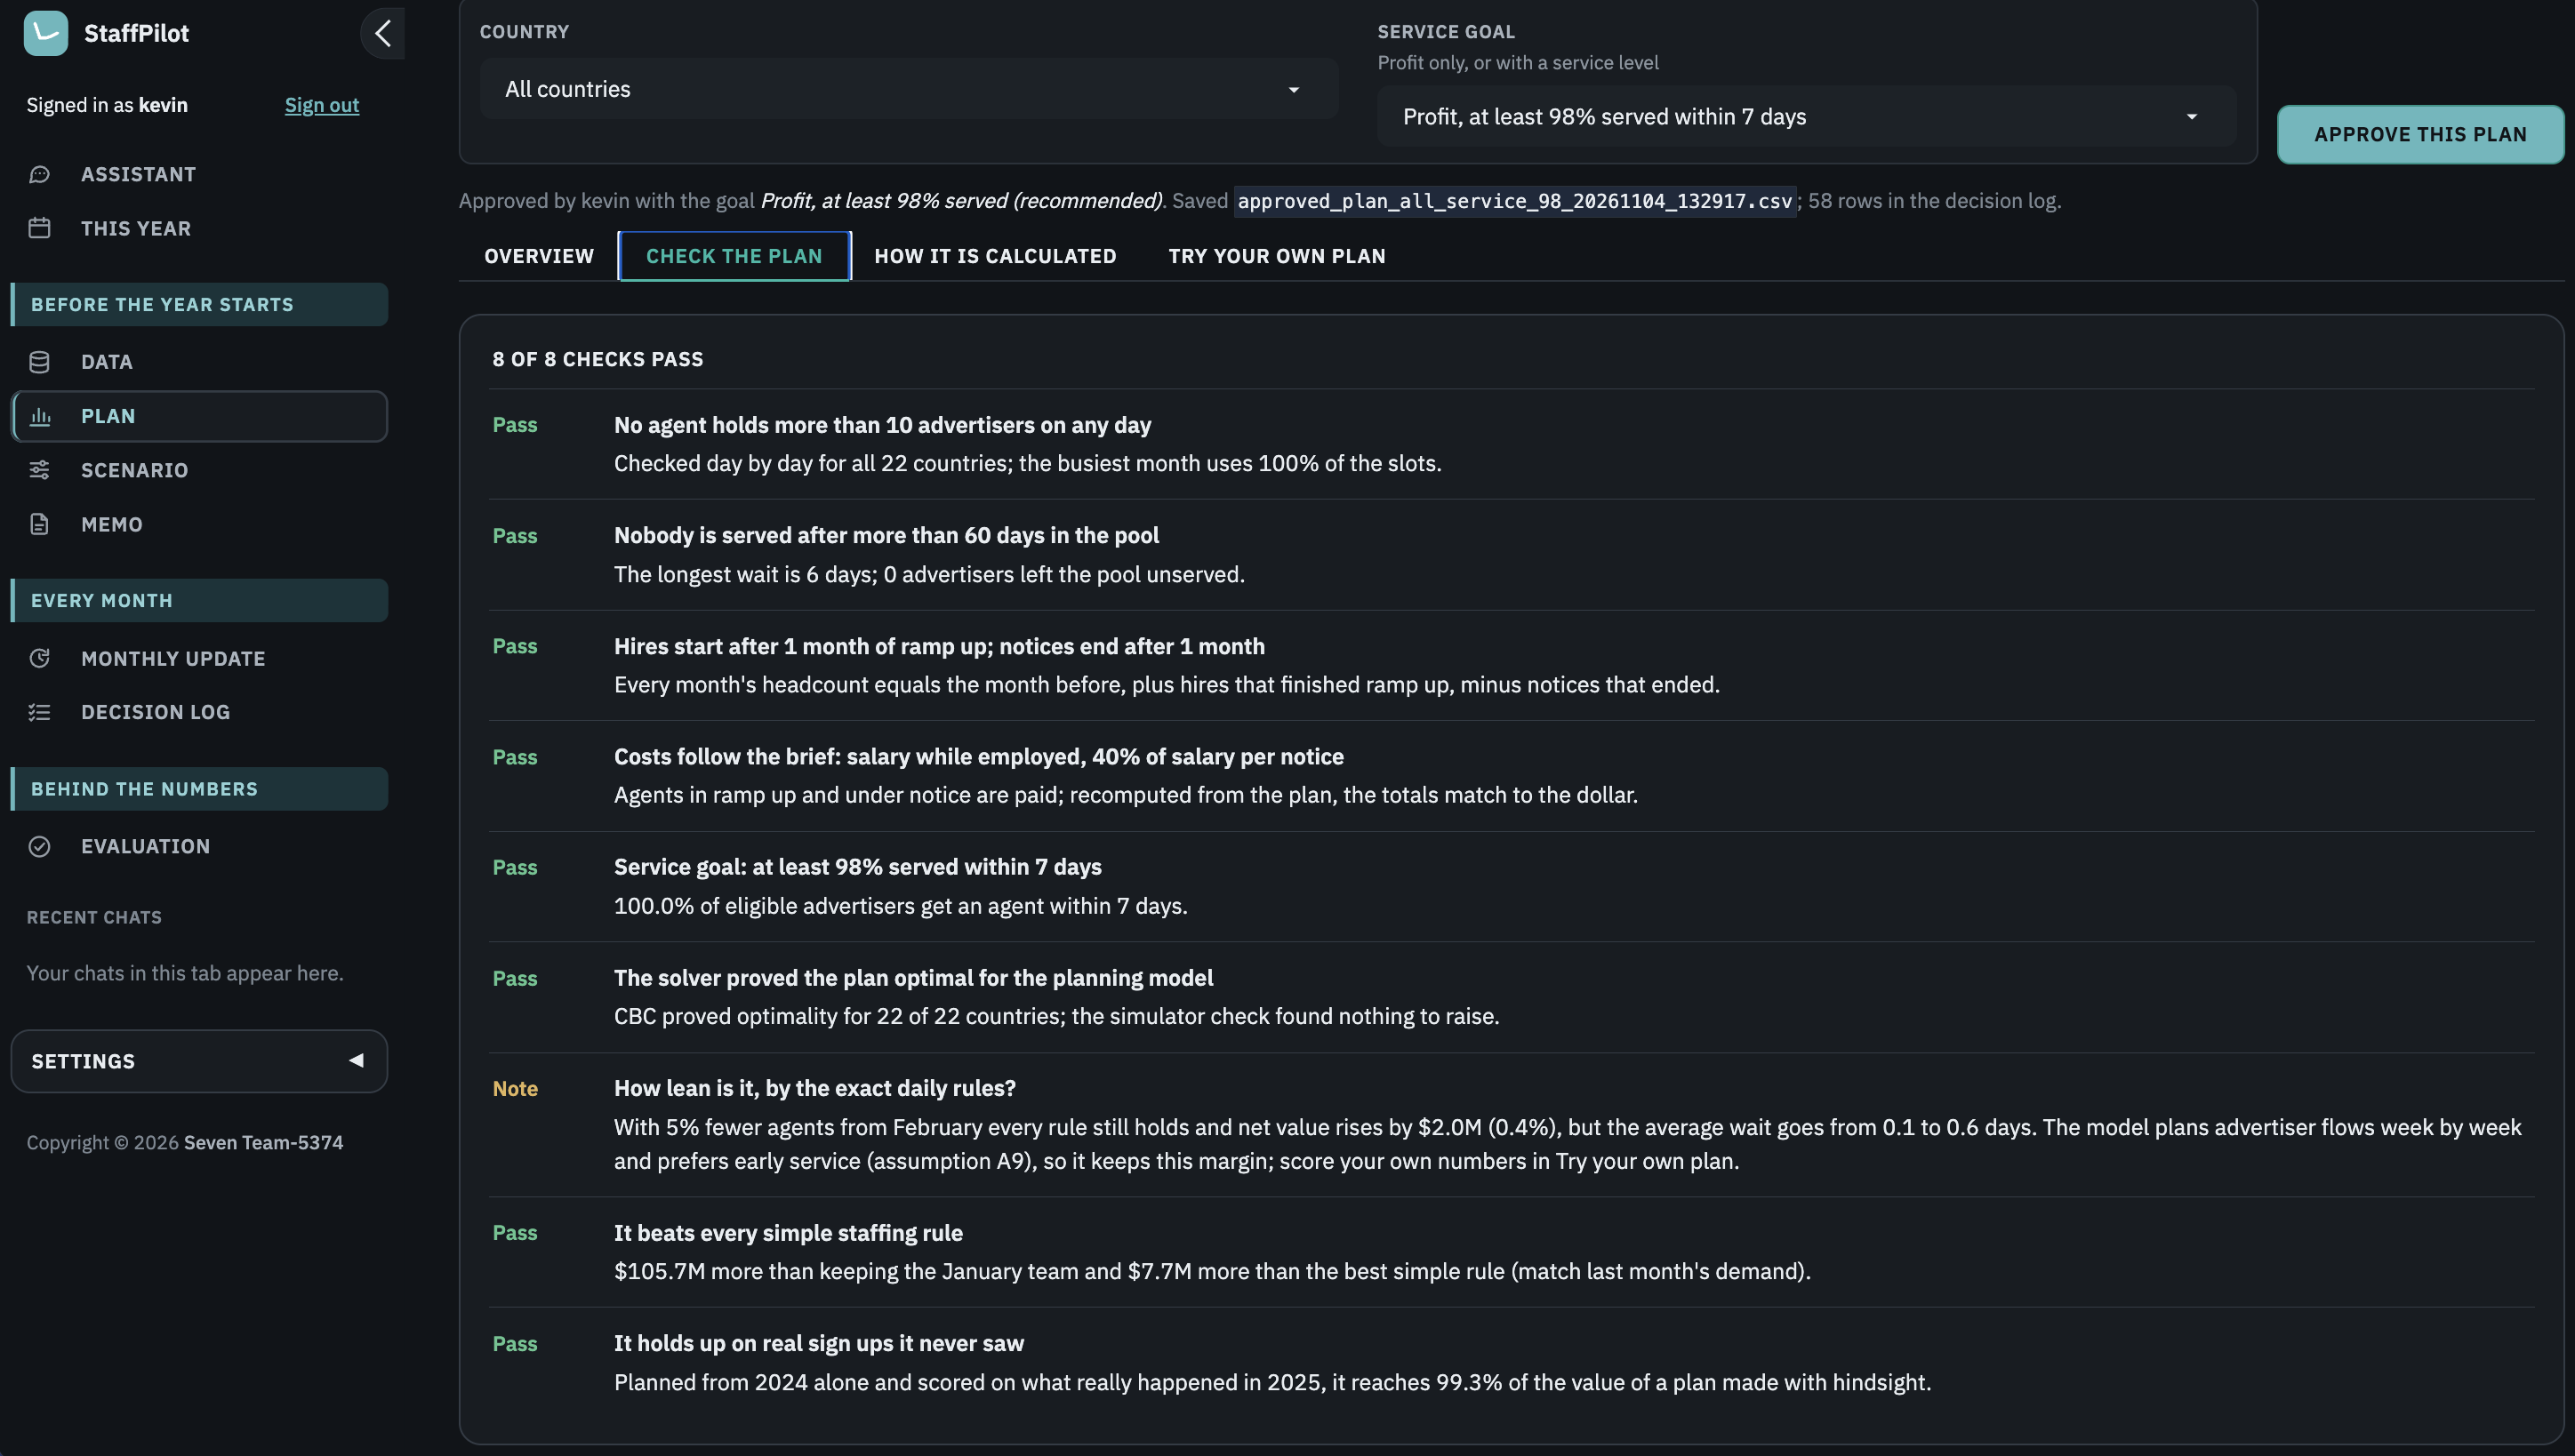 StaffPilot
Signed in as kevin
Sign out
ASSISTANT
THIS YEAR
BEFORE THE YEAR STARTS
DATA
PLAN
SCENARIO
MEMO
EVERY MONTH
MONTHLY UPDATE
DECISION LOG
BEHIND THE NUMBERS
EVALUATION
RECENT CHATS
Your chats in this tab appear here.
SETTINGS
Copyright © 2026 Seven Team-5374
COUNTRY
All countries
SERVICE GOAL
Profit only, or with a service level
Profit, at least 98% served within 7 days
APPROVE THIS PLAN
Approved by kevin with the goal Profit, at least 98% served (recommended). Saved approved_plan_all_service_98_20261104_132917.csv; 58 rows in the decision log.
OVERVIEW
CHECK THE PLAN
HOW IT IS CALCULATED
TRY YOUR OWN PLAN
8 OF 8 CHECKS PASS
Pass
No agent holds more than 10 advertisers on any day
Checked day by day for all 22 countries; the busiest month uses 100% of the slots.
Pass
Nobody is served after more than 60 days in the pool
The longest wait is 6 days; 0 advertisers left the pool unserved.
Pass
Hires start after 1 month of ramp up; notices end after 1 month
Every month's headcount equals the month before, plus hires that finished ramp up, minus notices that ended.
Pass
Costs follow the brief: salary while employed, 40% of salary per notice
Agents in ramp up and under notice are paid; recomputed from the plan, the totals match to the dollar.
Pass
Service goal: at least 98% served within 7 days
100.0% of eligible advertisers get an agent within 7 days.
Pass
The solver proved the plan optimal for the planning model
CBC proved optimality for 22 of 22 countries; the simulator check found nothing to raise.
Note
How lean is it, by the exact daily rules?
With 5% fewer agents from February every rule still holds and net value rises by $2.0M (0.4%), but the average wait goes from 0.1 to 0.6 days. The model plans advertiser flows week by week
and prefers early service (assumption A9), so it keeps this margin; score your own numbers in Try your own plan.
Pass
It beats every simple staffing rule
$105.7M more than keeping the January team and $7.7M more than the best simple rule (match last month's demand).
Pass
It holds up on real sign ups it never saw
Planned from 2024 alone and scored on what really happened in 2025, it reaches 99.3% of the value of a plan made with hindsight.